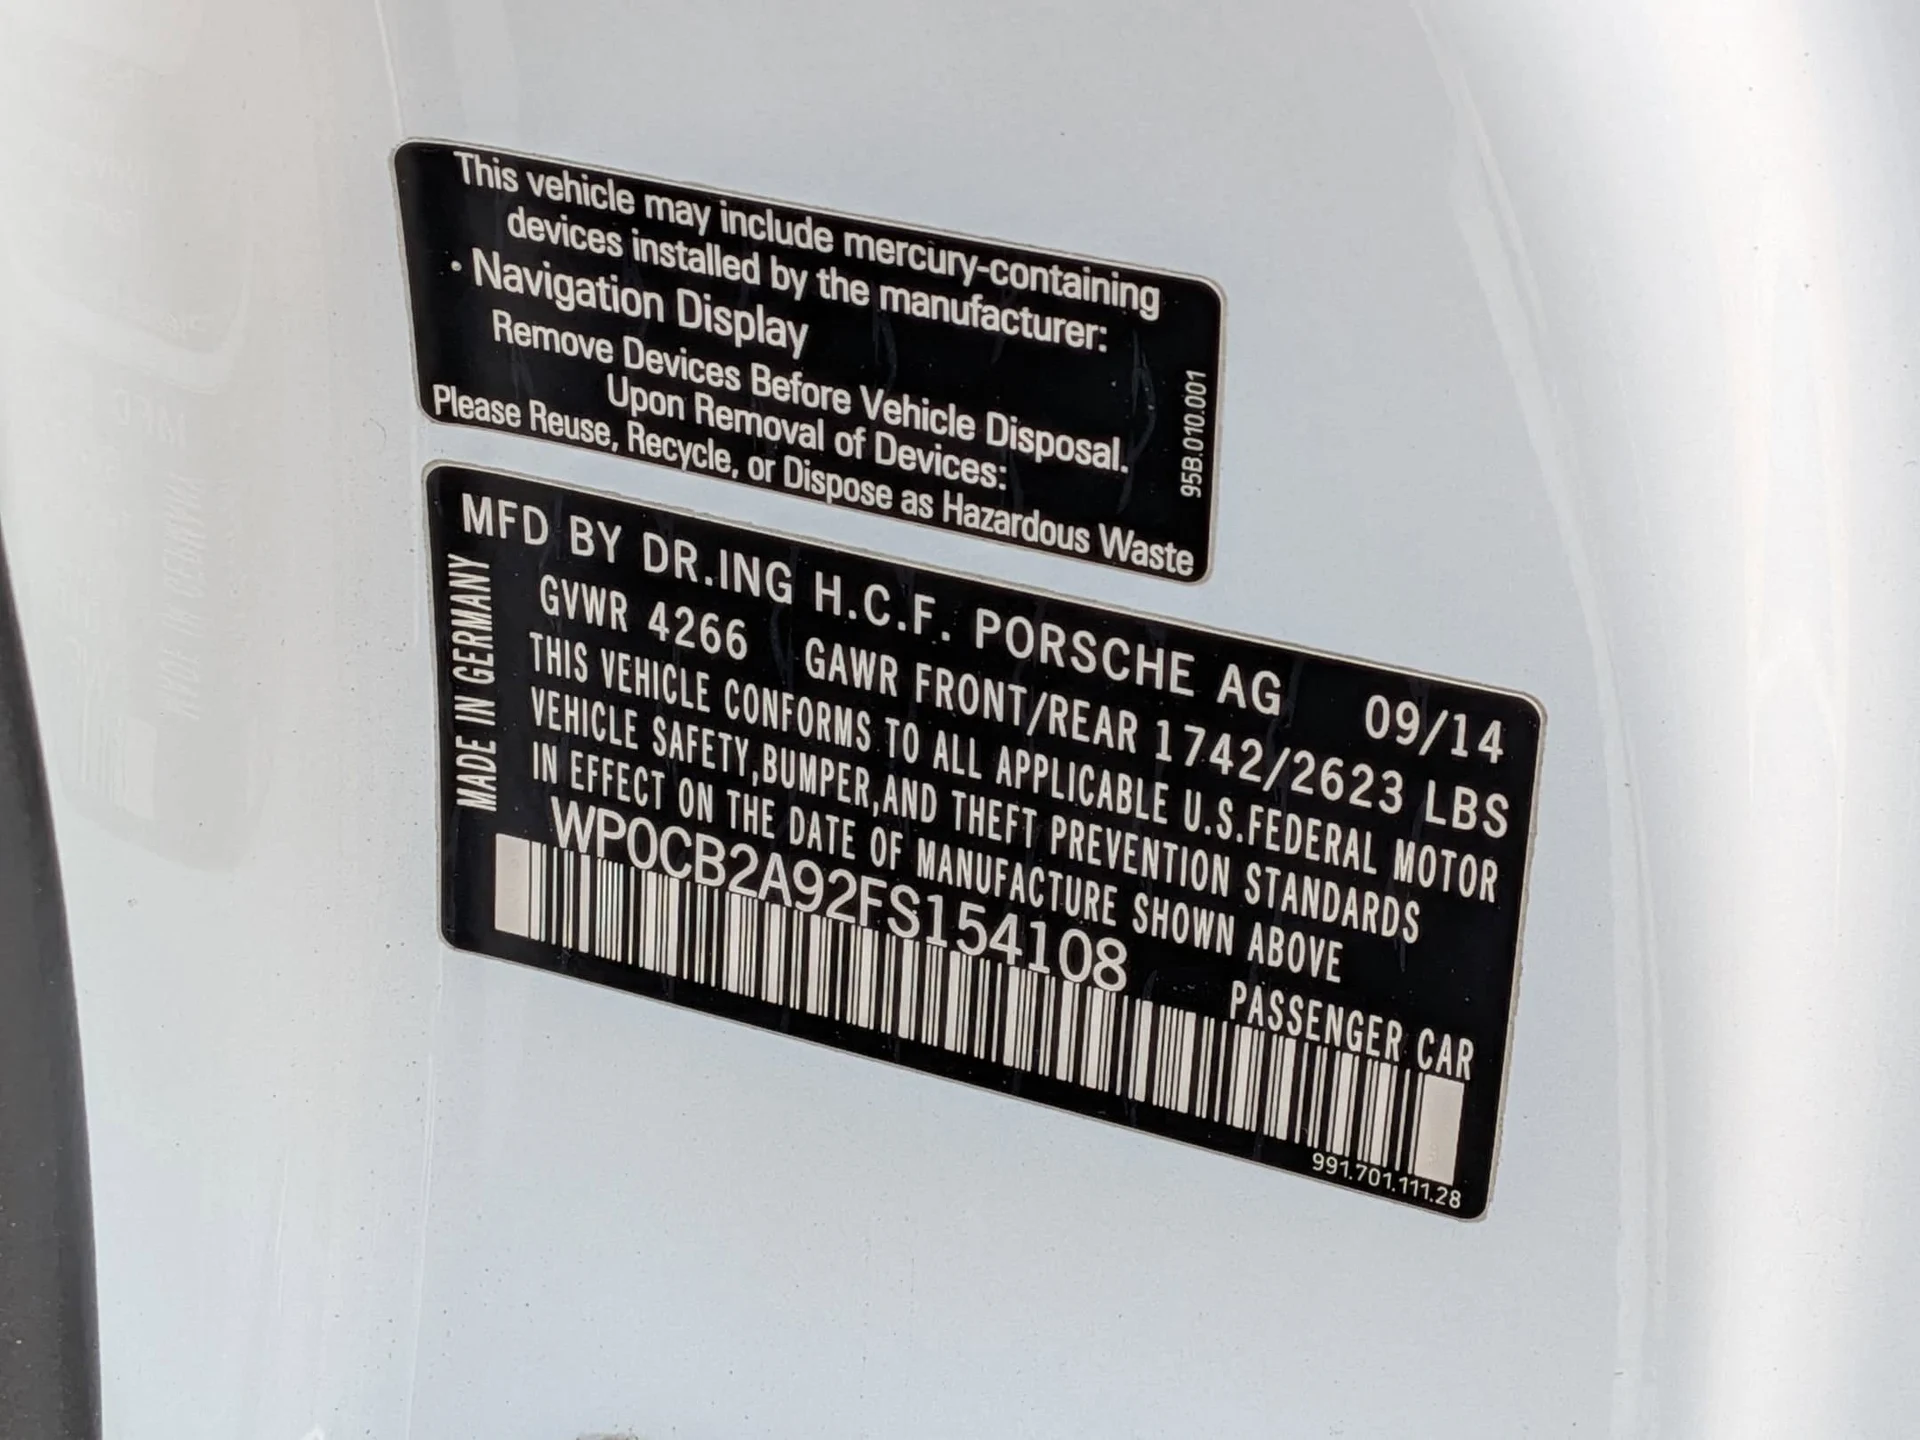 This vehicle may include mercury-containing
devices installed by the manufacturer:
· Navigation Display
Remove Devices Before Vehicle Disposal.
Upon Removal of Devices:
Please Reuse, Recycle, or Dispose as Hazardous Waste
95B.010.001
MFD BY DR.ING H.C.F. PORSCHE AG 09/14
GVWR 4266 GAWR FRONT/REAR 1742/2623 LBS
THIS VEHICLE CONFORMS TO ALL APPLICABLE U.S.FEDERAL MOTOR
VEHICLE SAFETY,BUMPER,AND THEFT PREVENTION STANDARDS
IN EFFECT ON THE DATE OF MANUFACTURE SHOWN ABOVE
WP0CB2A92FS154108
PASSENGER CAR
MADE IN GERMANY
991.701.111.28